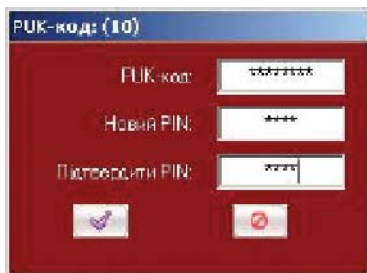 PUK-код: (10)
PUK-код: ********
Новий PIN: ****
Підтвердити PIN: ****